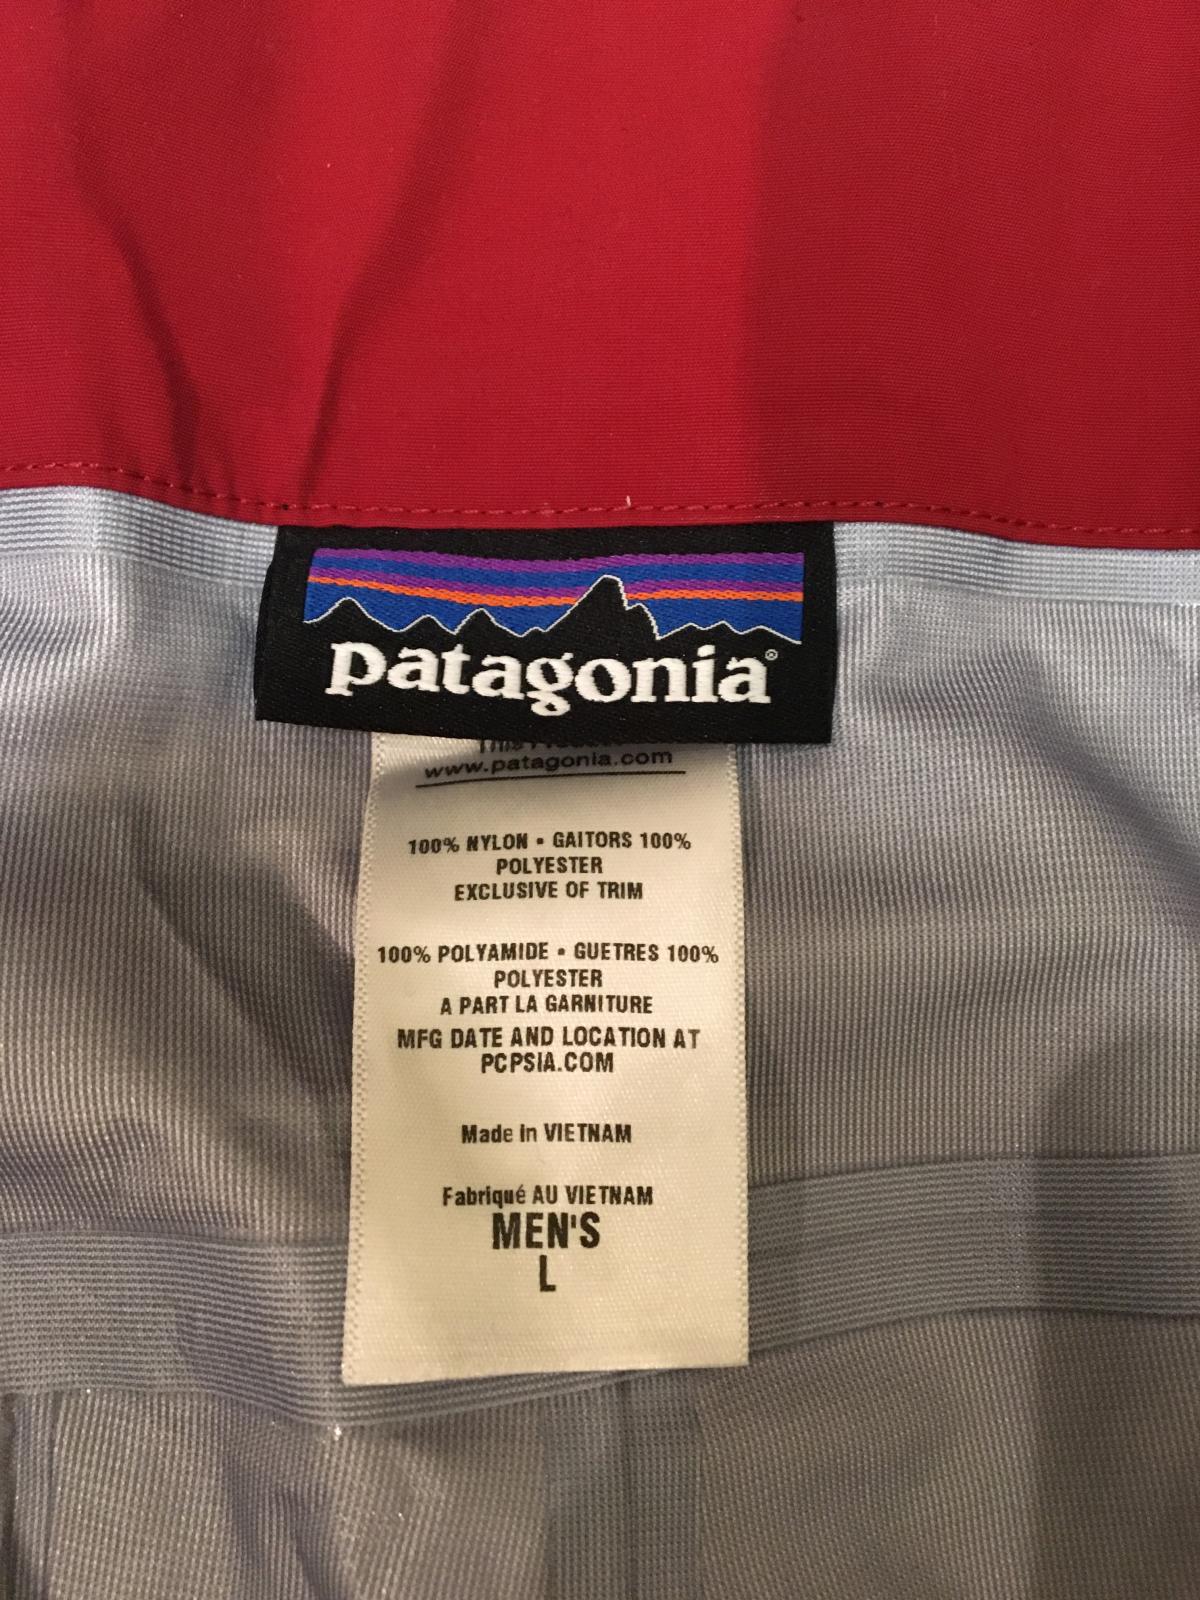 patagonia®
www.patagonia.com
100% NYLON • GAITORS 100%
POLYESTER
EXCLUSIVE OF TRIM
100% POLYAMIDE • GUETRES 100%
POLYESTER
A PART LA GARNITURE
MFG DATE AND LOCATION AT
PCPSIA.COM
Made in VIETNAM
Fabriqué AU VIETNAM
MEN'S
L